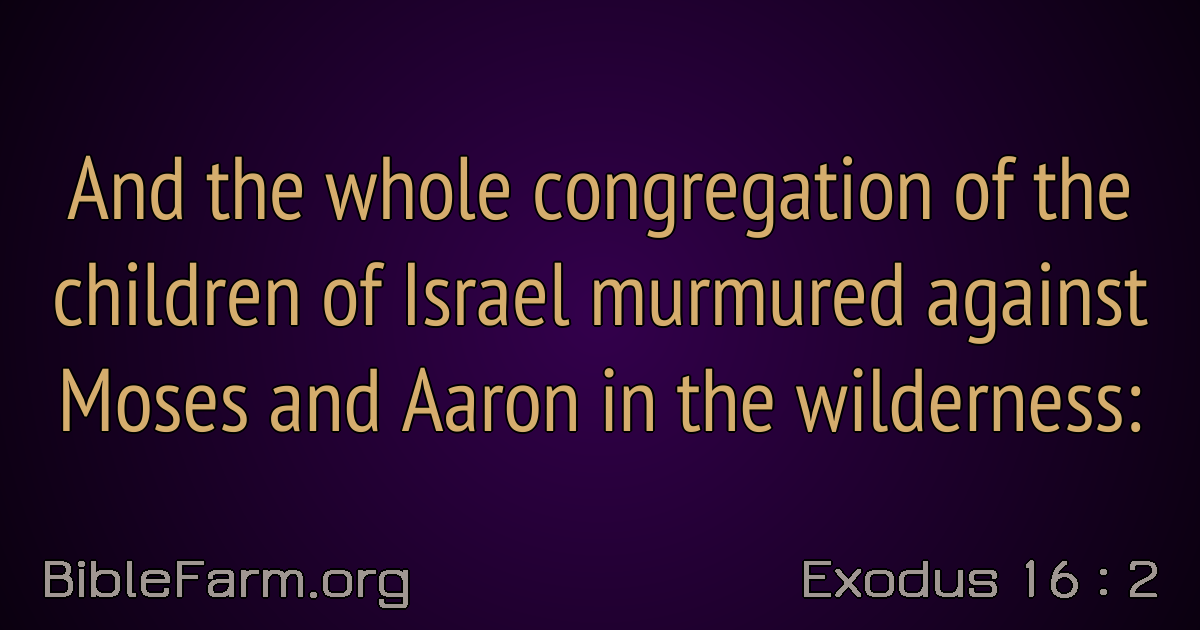 And the whole congregation of the
children of Israel murmured against
Moses and Aaron in the wilderness:
BibleFarm.org
Exodus 16 : 2